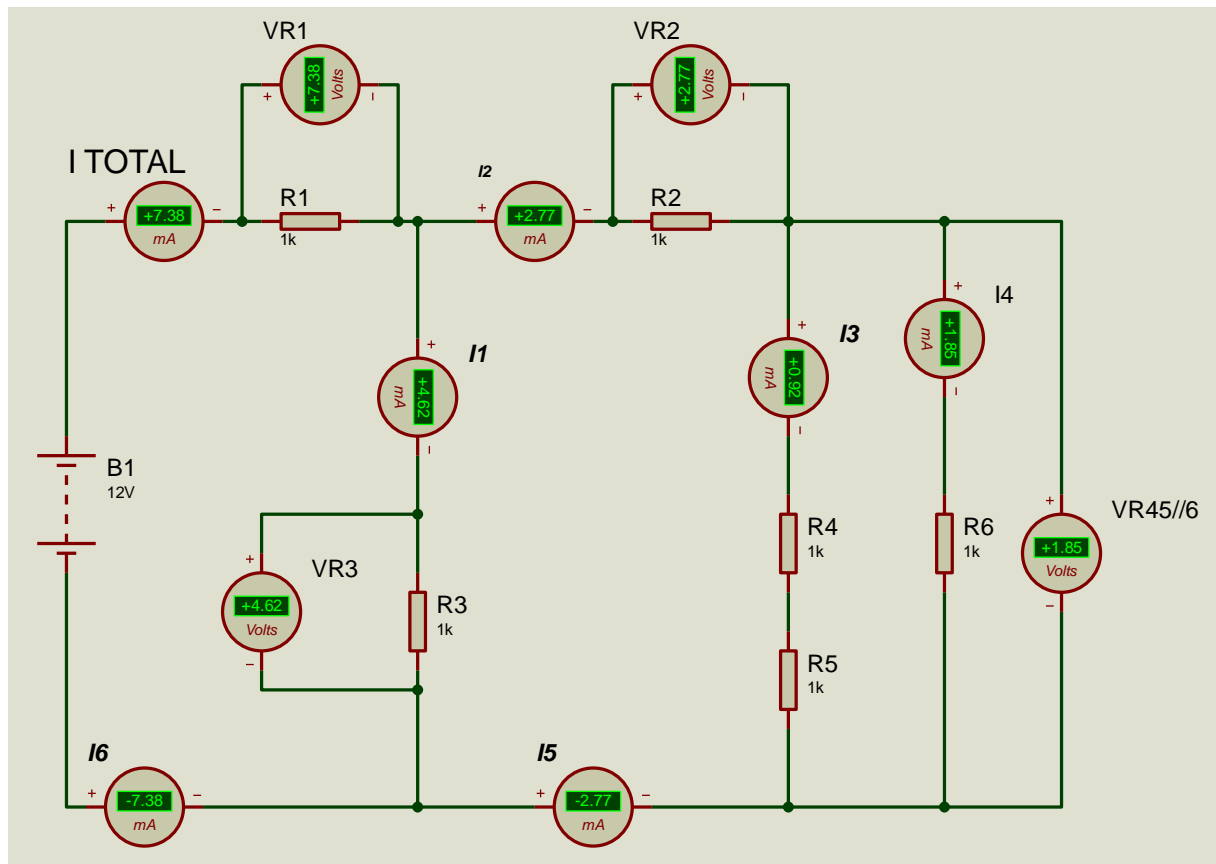 VR1
+7.38
Volts
VR2
+2.77
Volts
I TOTAL
+7.38
mA
R1
1k
I2
+2.77
mA
R2
1k
I1
+4.62
mA
I3
+0.92
mA
I4
+1.85
mA
B1
12V
VR3
+4.62
Volts
R3
1k
R4
1k
R5
1k
R6
1k
VR45//6
+1.85
Volts
I6
-7.38
mA
I5
-2.77
mA